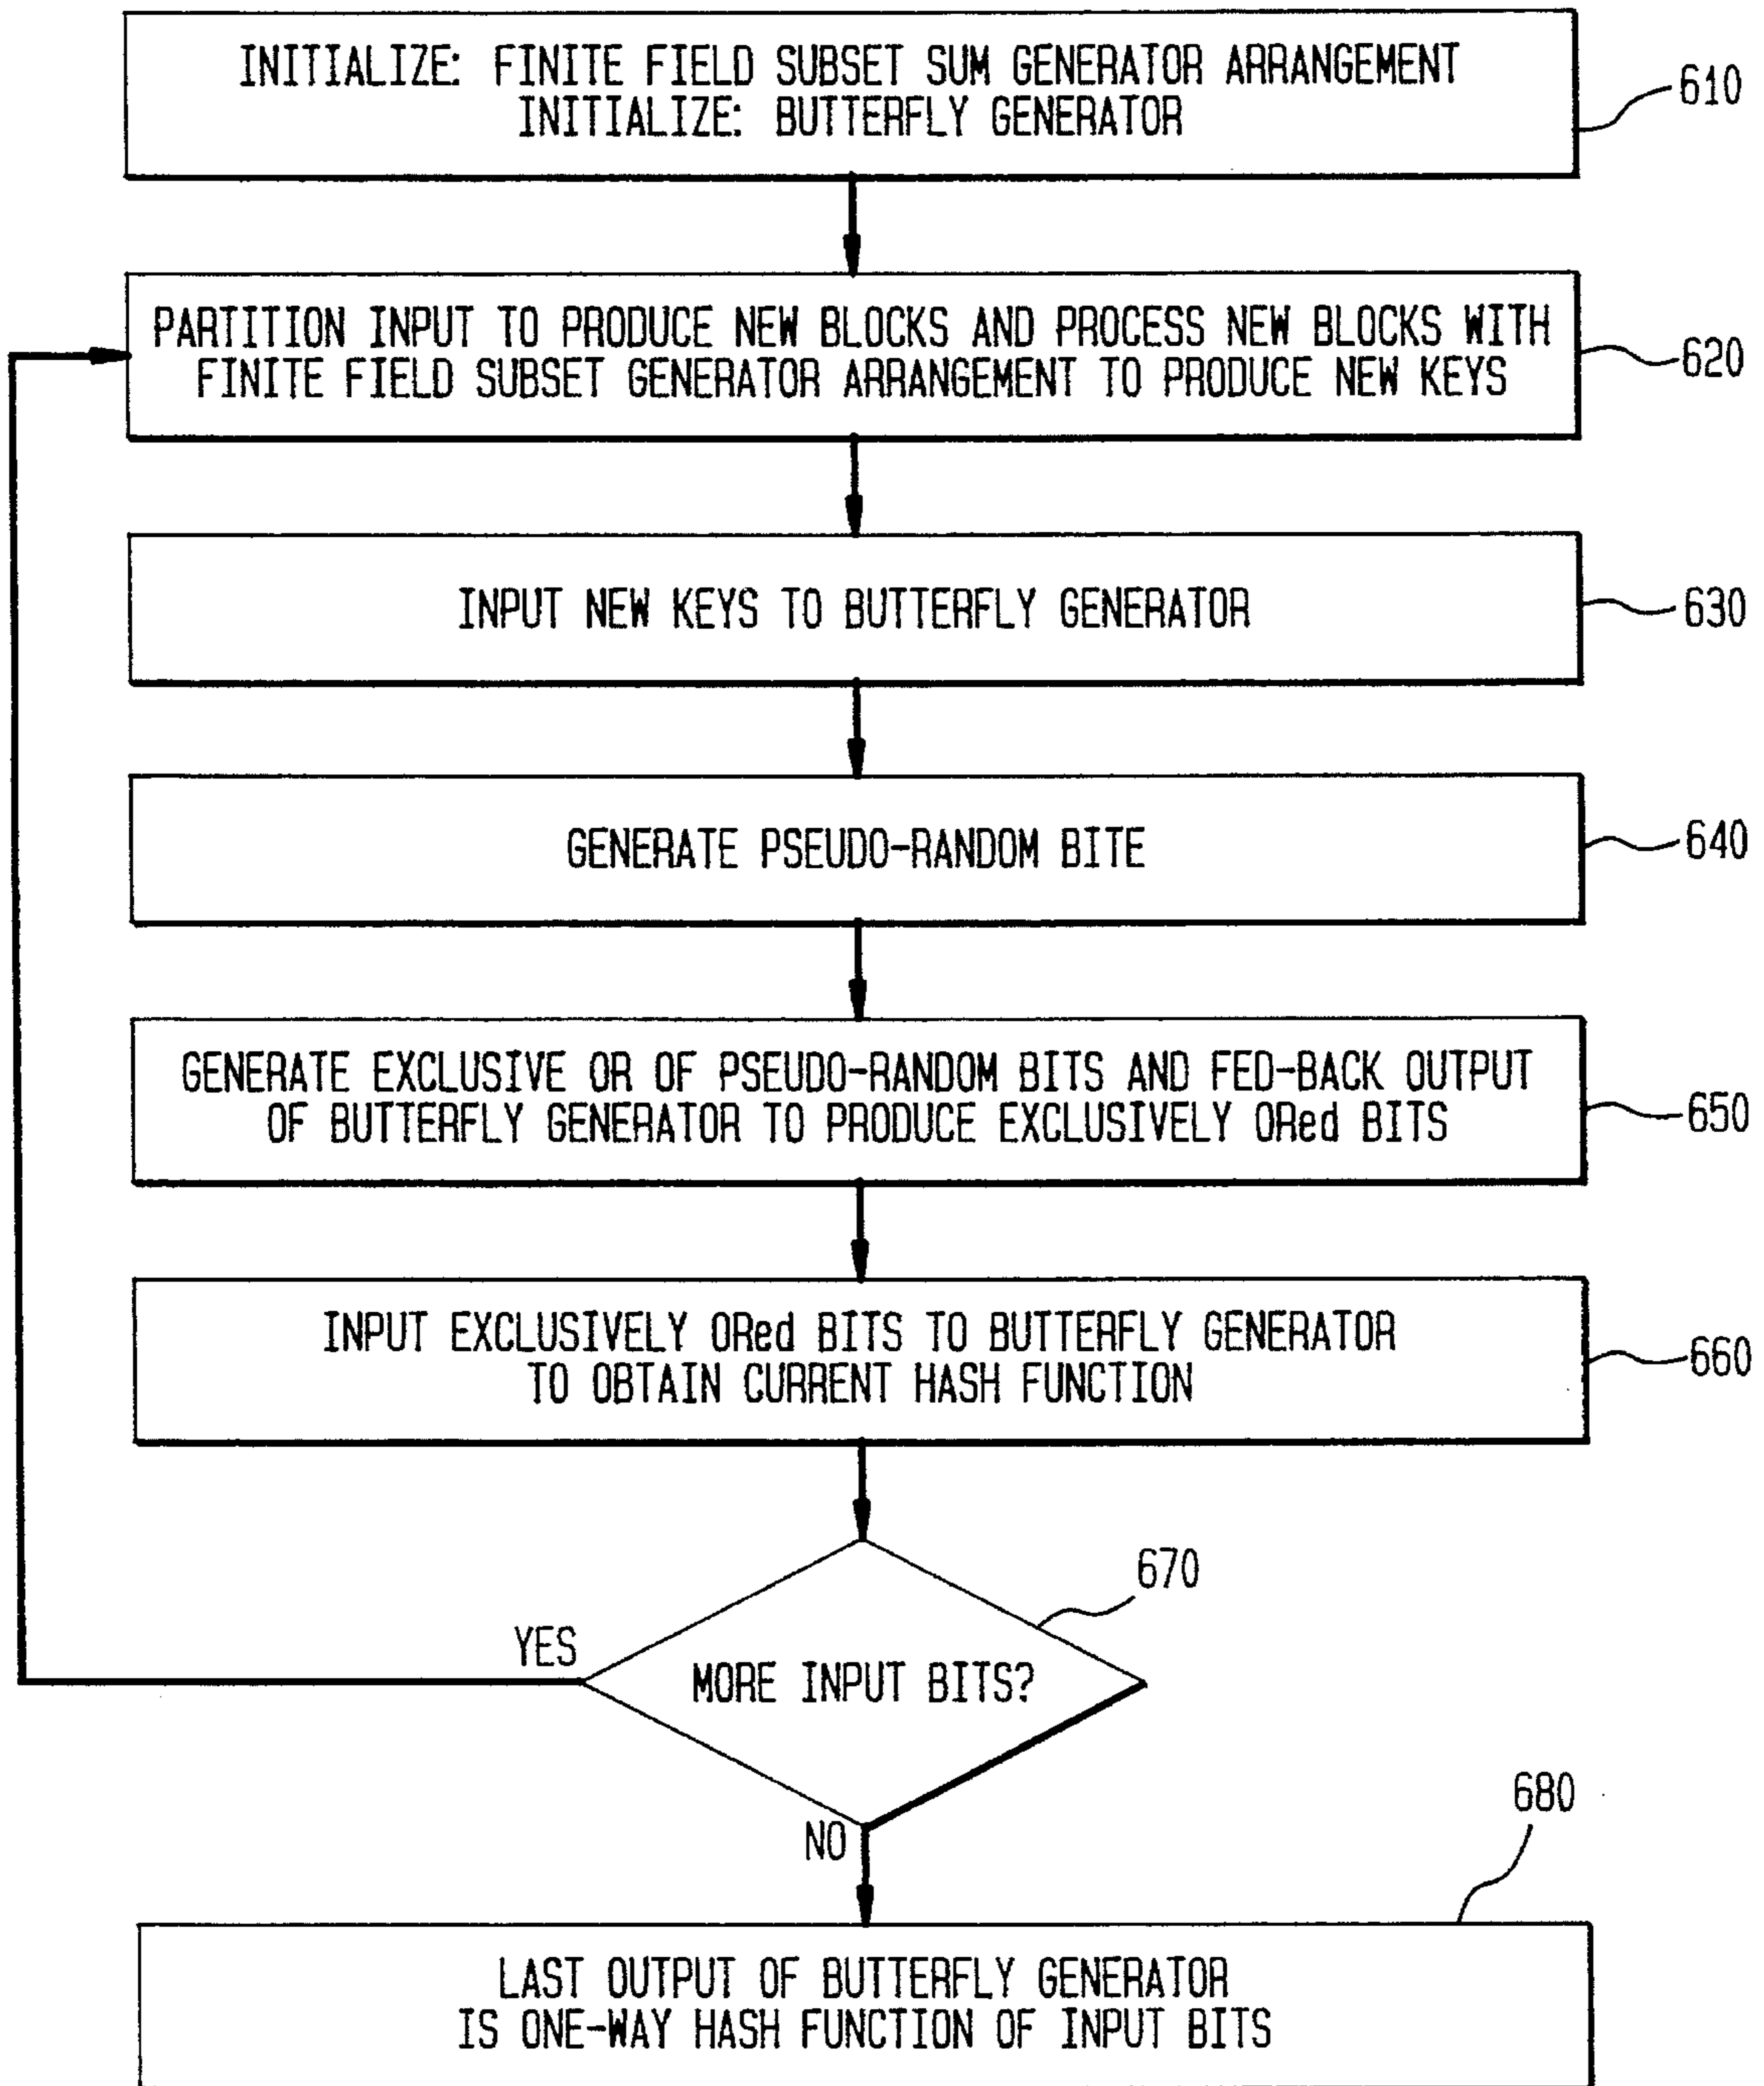 INITIALIZE: FINITE FIELD SUBSET SUM GENERATOR ARRANGEMENT
INITIALIZE: BUTTERFLY GENERATOR
610
PARTITION INPUT TO PRODUCE NEW BLOCKS AND PROCESS NEW BLOCKS WITH
FINITE FIELD SUBSET GENERATOR ARRANGEMENT TO PRODUCE NEW KEYS
620
INPUT NEW KEYS TO BUTTERFLY GENERATOR
630
GENERATE PSEUDO-RANDOM BITE
640
GENERATE EXCLUSIVE OR OF PSEUDO-RANDOM BITS AND FED-BACK OUTPUT
OF BUTTERFLY GENERATOR TO PRODUCE EXCLUSIVELY ORed BITS
650
INPUT EXCLUSIVELY ORed BITS TO BUTTERFLY GENERATOR
TO OBTAIN CURRENT HASH FUNCTION
660
670
YES
MORE INPUT BITS?
NO
680
LAST OUTPUT OF BUTTERFLY GENERATOR
IS ONE-WAY HASH FUNCTION OF INPUT BITS